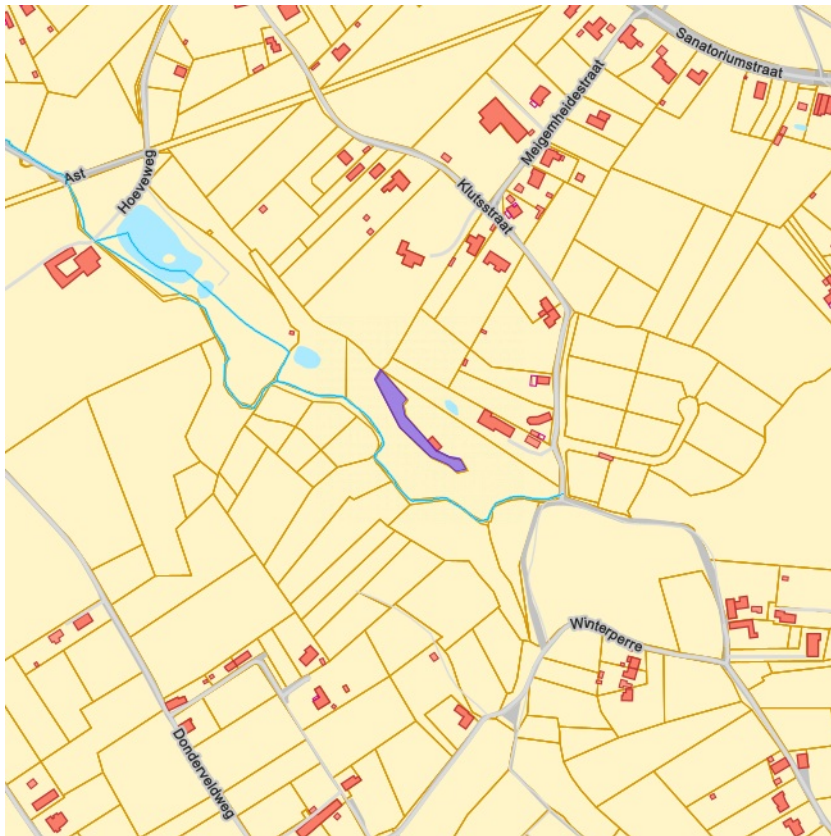 Sanatoriumstraat
Meigemheidestraat
Ast
Hoeveweg
Klutsstraat
Winterperre
Donderveldweg